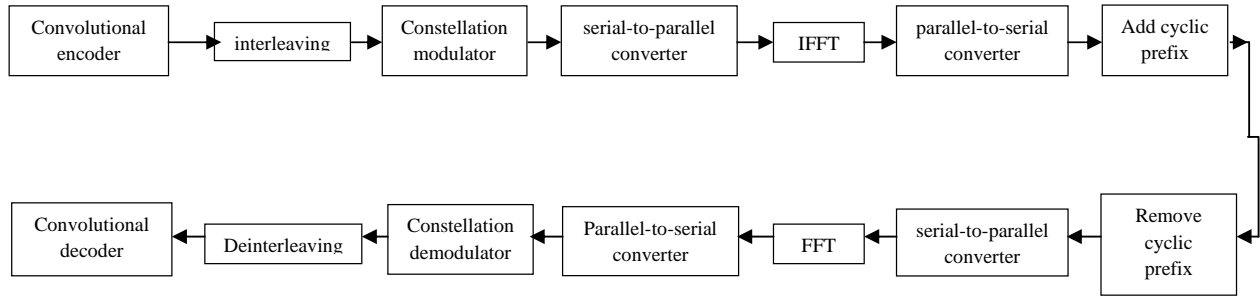 Convolutional
encoder
interleaving
Constellation
modulator
serial-to-parallel
converter
IFFT
parallel-to-serial
converter
Add cyclic
prefix
Convolutional
decoder
Deinterleaving
Constellation
demodulator
Parallel-to-serial
converter
FFT
serial-to-parallel
converter
Remove
cyclic
prefix